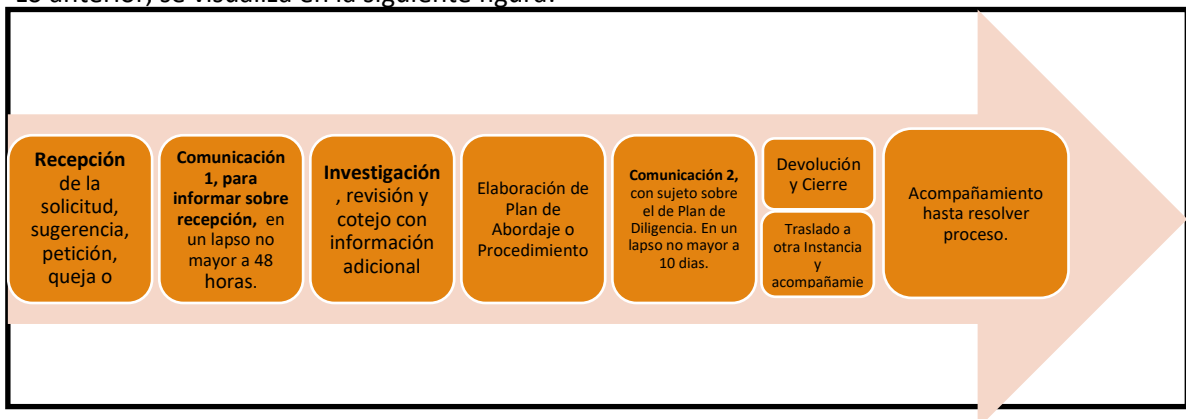 Lo anterior, se visualiza en la siguiente figura:
Recepción
de la
solicitud,
sugerencia,
petición,
queja o
Comunicación
1, para
informar sobre
recepción, en
un lapso no
mayor a 48
horas.
Investigación
, revisión y
cotejo con
información
adicional
Elaboración de
Plan de
Abordaje o
Procedimiento
Comunicación 2,
con sujeto sobre
el de Plan de
Diligencia. En un
lapso no mayor a
10 dias.
Devolución
y Cierre
Traslado a
otra Instancia
y
acompañamie
Acompañamiento
hasta resolver
proceso.